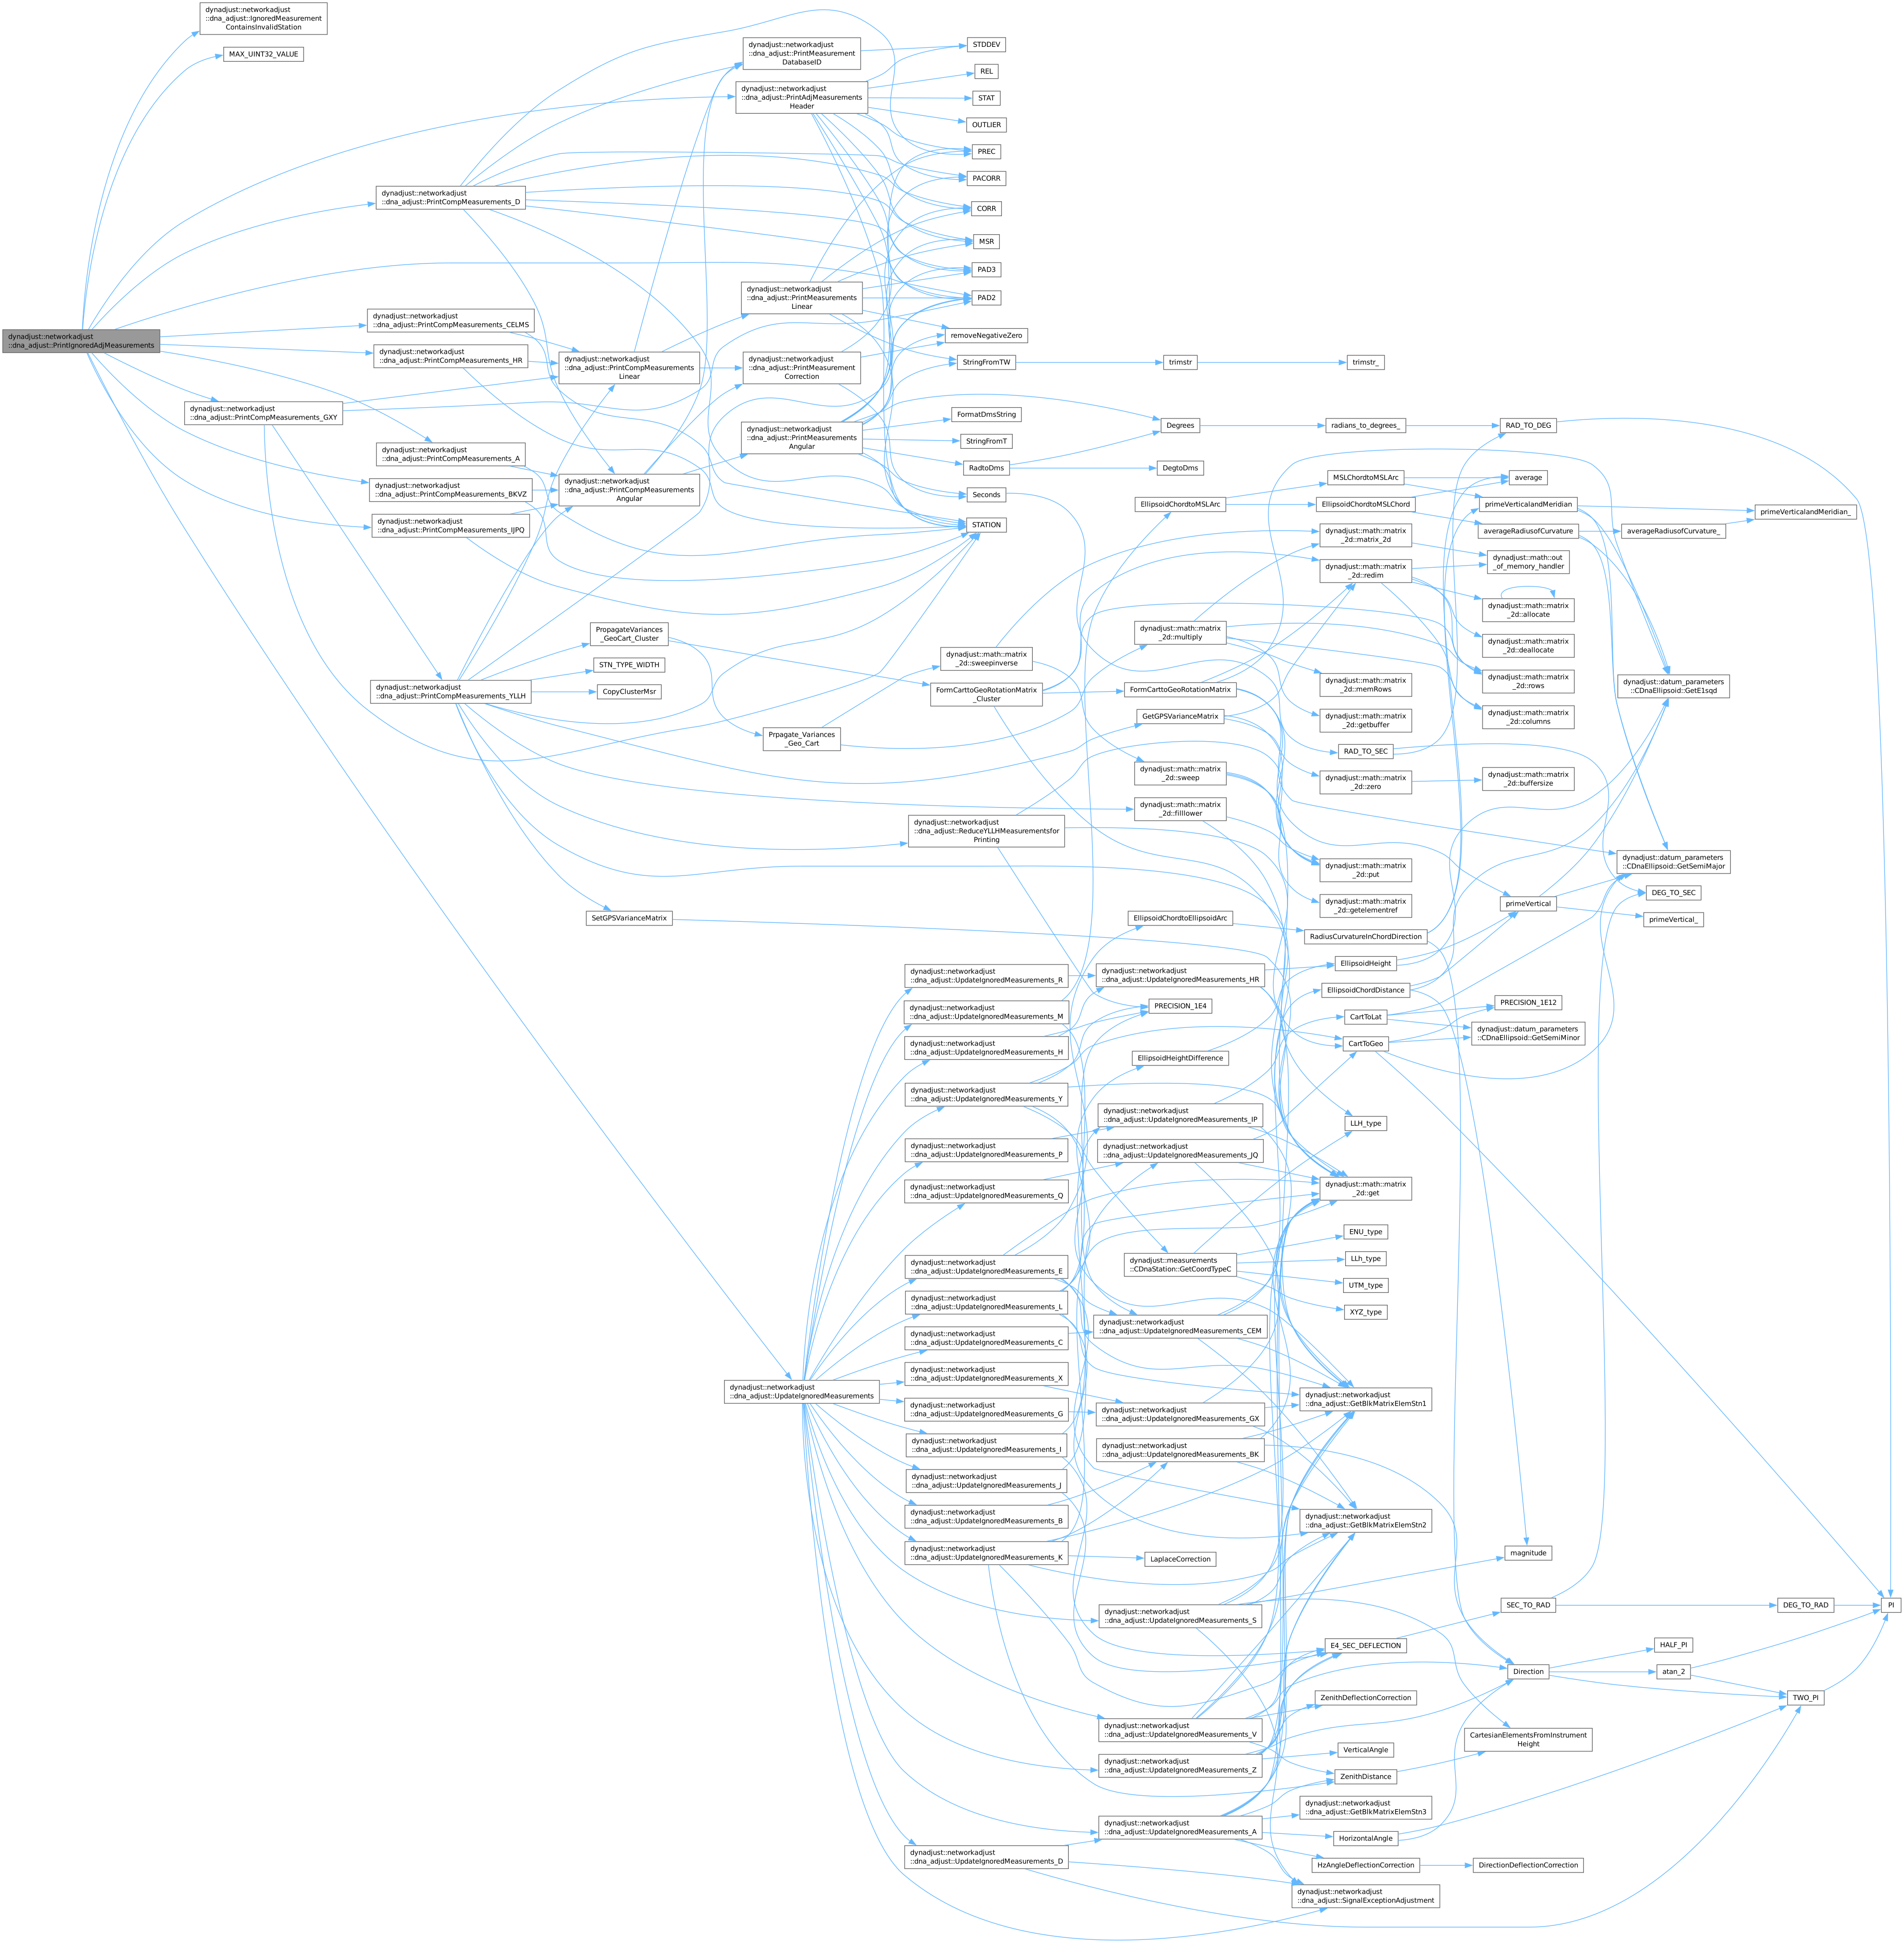 dynadjust::networkadjust
::dna_adjust::PrintIgnoredAdjMeasurements
dynadjust::networkadjust
::dna_adjust::IgnoredMeasurement
ContainsInvalidStation
MAX_UINT32_VALUE
dynadjust::networkadjust
::dna_adjust::PrintCompMeasurements_GXY
dynadjust::networkadjust
::dna_adjust::PrintCompMeasurements_D
dynadjust::networkadjust
::dna_adjust::PrintCompMeasurements_CELMS
dynadjust::networkadjust
::dna_adjust::PrintCompMeasurements_HR
dynadjust::networkadjust
::dna_adjust::PrintCompMeasurements_A
dynadjust::networkadjust
::dna_adjust::PrintCompMeasurements_BKVZ
dynadjust::networkadjust
::dna_adjust::PrintCompMeasurements_IJPQ
dynadjust::networkadjust
::dna_adjust::PrintCompMeasurements_YLLH
dynadjust::networkadjust
::dna_adjust::PrintCompMeasurements
Linear
dynadjust::networkadjust
::dna_adjust::PrintCompMeasurements
Angular
PropagateVariances
_GeoCart_Cluster
STN_TYPE_WIDTH
CopyClusterMsr
SetGPSVarianceMatrix
dynadjust::networkadjust
::dna_adjust::PrintMeasurement
DatabaseID
dynadjust::networkadjust
::dna_adjust::PrintAdjMeasurements
Header
dynadjust::networkadjust
::dna_adjust::PrintMeasurements
Linear
dynadjust::networkadjust
::dna_adjust::PrintMeasurement
Correction
dynadjust::networkadjust
::dna_adjust::PrintMeasurements
Angular
Prpagate_Variances
_Geo_Cart
dynadjust::networkadjust
::dna_adjust::UpdateIgnoredMeasurements
STDDEV
REL
STAT
OUTLIER
PREC
PACORR
CORR
MSR
PAD3
PAD2
removeNegativeZero
StringFromTW
FormatDmsString
StringFromT
RadtoDms
Seconds
STATION
dynadjust::math::matrix
_2d::sweepinverse
FormCarttoGeoRotationMatrix
_Cluster
dynadjust::networkadjust
::dna_adjust::ReduceYLLHMeasurementsfor
Printing
dynadjust::networkadjust
::dna_adjust::UpdateIgnoredMeasurements_R
dynadjust::networkadjust
::dna_adjust::UpdateIgnoredMeasurements_M
dynadjust::networkadjust
::dna_adjust::UpdateIgnoredMeasurements_H
dynadjust::networkadjust
::dna_adjust::UpdateIgnoredMeasurements_Y
dynadjust::networkadjust
::dna_adjust::UpdateIgnoredMeasurements_P
dynadjust::networkadjust
::dna_adjust::UpdateIgnoredMeasurements_Q
dynadjust::networkadjust
::dna_adjust::UpdateIgnoredMeasurements_E
dynadjust::networkadjust
::dna_adjust::UpdateIgnoredMeasurements_L
dynadjust::networkadjust
::dna_adjust::UpdateIgnoredMeasurements_C
dynadjust::networkadjust
::dna_adjust::UpdateIgnoredMeasurements_X
dynadjust::networkadjust
::dna_adjust::UpdateIgnoredMeasurements_G
dynadjust::networkadjust
::dna_adjust::UpdateIgnoredMeasurements_I
dynadjust::networkadjust
::dna_adjust::UpdateIgnoredMeasurements_J
dynadjust::networkadjust
::dna_adjust::UpdateIgnoredMeasurements_B
dynadjust::networkadjust
::dna_adjust::UpdateIgnoredMeasurements_K
dynadjust::networkadjust
::dna_adjust::UpdateIgnoredMeasurements_D
trimstr
trimstr_
Degrees
DegtoDms
radians_to_degrees_
RAD_TO_DEG
EllipsoidChordtoMSLArc
dynadjust::math::matrix
_2d::multiply
FormCarttoGeoRotationMatrix
GetGPSVarianceMatrix
dynadjust::math::matrix
_2d::sweep
dynadjust::math::matrix
_2d::filllower
EllipsoidChordtoEllipsoidArc
dynadjust::networkadjust
::dna_adjust::UpdateIgnoredMeasurements_HR
PRECISION_1E4
EllipsoidHeightDifference
dynadjust::networkadjust
::dna_adjust::UpdateIgnoredMeasurements_IP
dynadjust::networkadjust
::dna_adjust::UpdateIgnoredMeasurements_JQ
dynadjust::measurements
::CDnaStation::GetCoordTypeC
dynadjust::networkadjust
::dna_adjust::UpdateIgnoredMeasurements_CEM
dynadjust::networkadjust
::dna_adjust::UpdateIgnoredMeasurements_GX
dynadjust::networkadjust
::dna_adjust::UpdateIgnoredMeasurements_BK
LaplaceCorrection
dynadjust::networkadjust
::dna_adjust::UpdateIgnoredMeasurements_S
dynadjust::networkadjust
::dna_adjust::UpdateIgnoredMeasurements_V
dynadjust::networkadjust
::dna_adjust::UpdateIgnoredMeasurements_Z
dynadjust::networkadjust
::dna_adjust::UpdateIgnoredMeasurements_A
MSLChordtoMSLArc
EllipsoidChordtoMSLChord
dynadjust::math::matrix
_2d::matrix_2d
dynadjust::math::matrix
_2d::redim
dynadjust::math::matrix
_2d::memRows
dynadjust::math::matrix
_2d::getbuffer
RAD_TO_SEC
dynadjust::math::matrix
_2d::zero
dynadjust::math::matrix
_2d::put
dynadjust::math::matrix
_2d::getelementref
RadiusCurvatureInChordDirection
EllipsoidHeight
EllipsoidChordDistance
CartToLat
CartToGeo
LLH_type
dynadjust::math::matrix
_2d::get
ENU_type
LLh_type
UTM_type
XYZ_type
dynadjust::networkadjust
::dna_adjust::GetBlkMatrixElemStn1
dynadjust::networkadjust
::dna_adjust::GetBlkMatrixElemStn2
E4_SEC_DEFLECTION
ZenithDeflectionCorrection
VerticalAngle
ZenithDistance
dynadjust::networkadjust
::dna_adjust::GetBlkMatrixElemStn3
HorizontalAngle
HzAngleDeflectionCorrection
dynadjust::networkadjust
::dna_adjust::SignalExceptionAdjustment
average
primeVerticalandMeridian
averageRadiusofCurvature
dynadjust::math::out
_of_memory_handler
dynadjust::math::matrix
_2d::allocate
dynadjust::math::matrix
_2d::deallocate
dynadjust::math::matrix
_2d::rows
dynadjust::math::matrix
_2d::columns
dynadjust::math::matrix
_2d::buffersize
primeVertical
PRECISION_1E12
dynadjust::datum_parameters
::CDnaEllipsoid::GetSemiMinor
magnitude
SEC_TO_RAD
Direction
CartesianElementsFromInstrument
Height
DirectionDeflectionCorrection
averageRadiusofCurvature_
primeVerticalandMeridian_
dynadjust::datum_parameters
::CDnaEllipsoid::GetE1sqd
dynadjust::datum_parameters
::CDnaEllipsoid::GetSemiMajor
DEG_TO_SEC
primeVertical_
DEG_TO_RAD
HALF_PI
atan_2
TWO_PI
PI